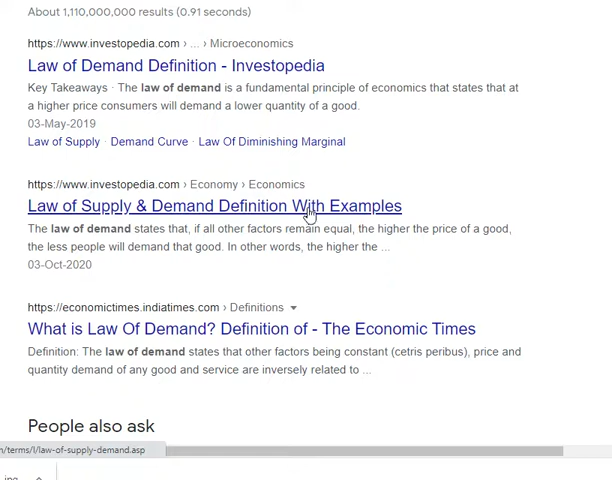 About 1,110,000,000 results (0.91 seconds)
https://www.investopedia.com › ... › Microeconomics
Law of Demand Definition - Investopedia
Key Takeaways · The law of demand is a fundamental principle of economics that states that at
a higher price consumers will demand a lower quantity of a good.
03-May-2019
Law of Supply · Demand Curve · Law Of Diminishing Marginal
https://www.investopedia.com › Economy › Economics
Law of Supply & Demand Definition With Examples
The law of demand states that, if all other factors remain equal, the higher the price of a good,
the less people will demand that good. In other words, the higher the ...
03-Oct-2020
https://economictimes.indiatimes.com › Definitions
What is Law Of Demand? Definition of - The Economic Times
Definition: The law of demand states that other factors being constant (cetris peribus), price and
quantity demand of any good and service are inversely related to ...
People also ask
/terms/l/law-of-supply-demand.asp